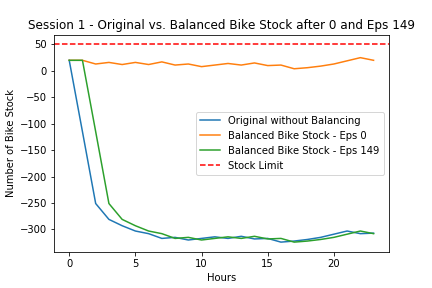 Session 1 - Original vs. Balanced Bike Stock after 0 and Eps 149
50
0
−50
−100
−150
−200
−250
−300
Number of Bike Stock
Original without Balancing
Balanced Bike Stock - Eps 0
Balanced Bike Stock - Eps 149
Stock Limit
0
5
10
15
20
Hours